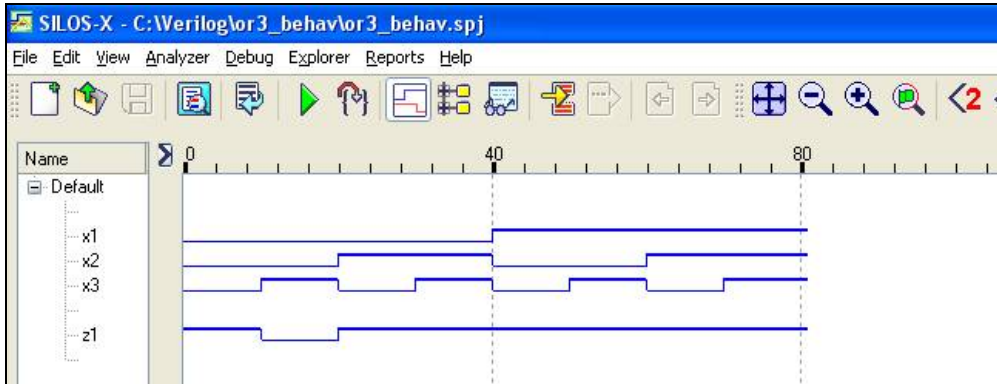 SILOS-X - C:\Verilog\or3_behav\or3_behav.spj
File Edit View Analyzer Debug Explorer Reports Help
2
Name 0 40 80
Default
x1
x2
x3
z1